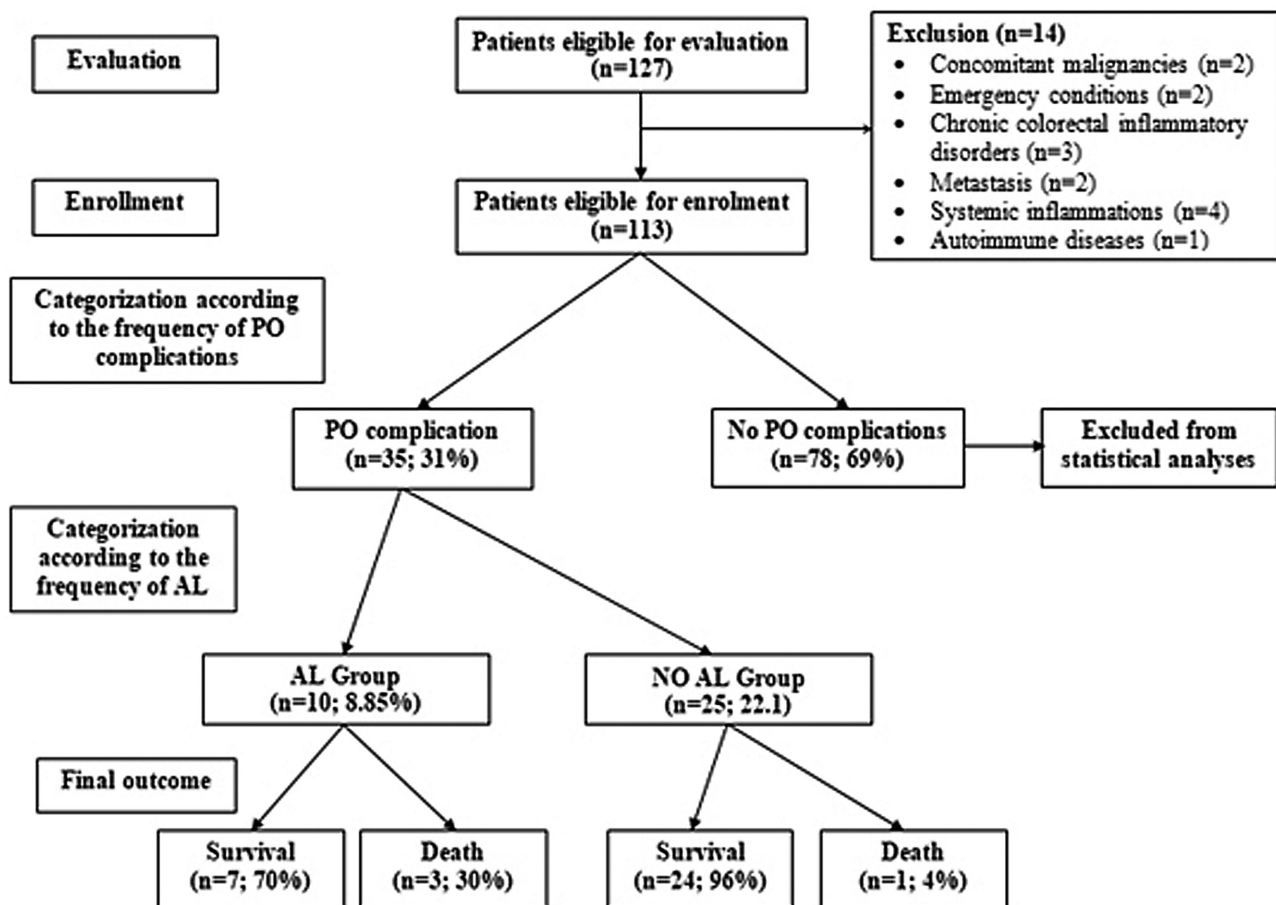 Evaluation
Patients eligible for evaluation
(n=127)
Exclusion (n=14)
• Concomitant malignancies (n=2)
• Emergency conditions (n=2)
• Chronic colorectal inflammatory
disorders (n=3)
• Metastasis (n=2)
• Systemic inflammations (n=4)
• Autoimmune diseases (n=1)
Enrollment
Patients eligible for enrolment
(n=113)
Categorization according
to the frequency of PO
complications
PO complication
(n=35; 31%)
No PO complications
(n=78; 69%)
Excluded from
statistical analyses
Categorization
according to the
frequency of AL
AL Group
(n=10; 8.85%)
NO AL Group
(n=25; 22.1)
Final outcome
Survival
(n=7; 70%)
Death
(n=3; 30%)
Survival
(n=24; 96%)
Death
(n=1; 4%)